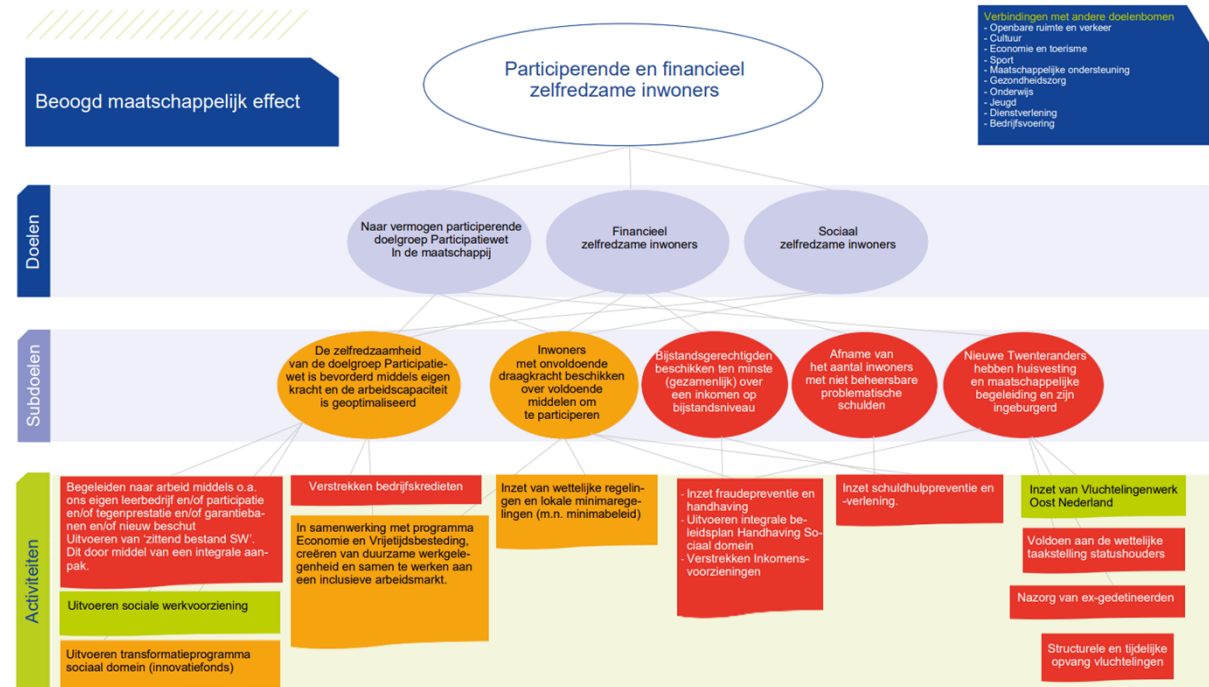 Beoogd maatschappelijk effect
Participerende en financieel
zelfredzame inwoners
Verbindingen met andere doelenbomen
- Openbare ruimte en verkeer
- Cultuur
- Economie en toerisme
- Sport
- Maatschappelijke ondersteuning
- Gezondheidszorg
- Onderwijs
- Jeugd
- Dienstverlening
- Bedrijfsvoering
Doelen
Naar vermogen participerende
doelgroep Participatiewet
In de maatschappij
Financieel
zelfredzame inwoners
Sociaal
zelfredzame inwoners
Subdoelen
De zelfredzaamheid
van de doelgroep Participatie-
wet is bevorderd middels eigen
kracht en de arbeidscapaciteit
is geoptimaliseerd
Inwoners
met onvoldoende
draagkracht beschikken
over voldoende
middelen om
te participeren
Bijstandsgerechtigden
beschikken ten minste
(gezamenlijk) over
een inkomen op
bijstandsniveau
Afname van
het aantal inwoners
met niet beheersbare
problematische
schulden
Nieuwe Twenteranders
hebben huisvesting
en maatschappelijke
begeleiding en zijn
ingeburgerd
Activiteiten
Begeleiden naar arbeid middels o.a.
ons eigen leerbedrijf en/of participatie
en/of tegenprestatie en/of garantieba-
nen en/of nieuw beschut
Uitvoeren van ‘zittend bestand SW’.
Dit door middel van een integrale aan-
pak.
Uitvoeren sociale werkvoorziening
Uitvoeren transformatieprogramma
sociaal domein (innovatiefonds)
Verstrekken bedrijfskredieten
In samenwerking met programma
Economie en Vrijetijdsbesteding,
creëren van duurzame werkgele-
genheid en samen te werken aan
een inclusieve arbeidsmarkt.
Inzet van wettelijke regelin-
gen en lokale minimarege-
lingen (m.n. minimabeleid)
- Inzet fraudepreventie en
handhaving
- Uitvoeren integrale be-
leidsplan Handhaving So-
ciaal domein
- Verstrekken Inkomens-
voorzieningen
Inzet schuldhulppreventie en
-verlening.
Inzet van Vluchtelingenwerk
Oost Nederland
Voldoen aan de wettelijke
taakstelling statushouders
Nazorg van ex-gedetineerden
Structurele en tijdelijke
opvang vluchtelingen